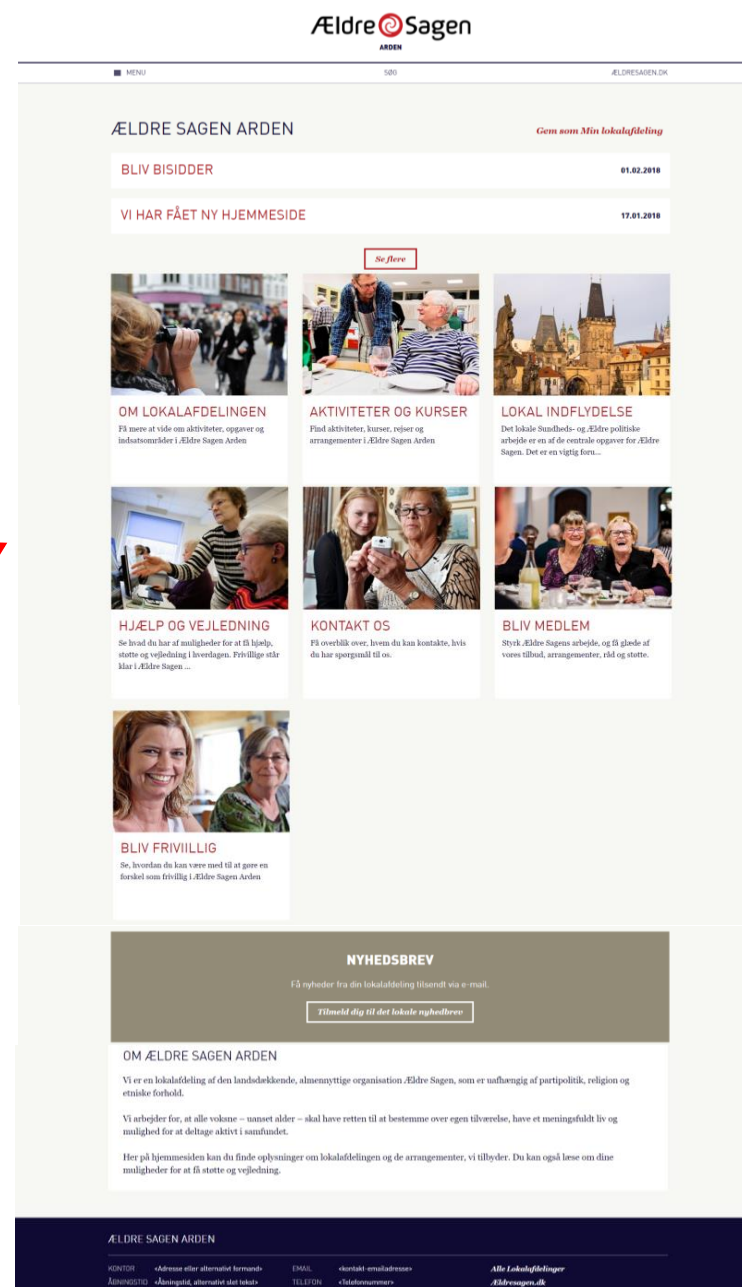 Ældre Sagen
ARDEN
MENU
SØG
ÆLDRESAGEN.DK
ÆLDRE SAGEN ARDEN
Gem som Min lokalafdeling
BLIV BISIDDER
01.02.2018
VI HAR FÅET NY HJEMMESIDE
17.01.2018
Se flere
OM LOKALAFDELINGEN
Få mere at vide om aktiviteter, opgaver og
indsatsområder i Ældre Sagen Arden
AKTIVITETER OG KURSER
Find aktiviteter, kurser, rejser og
arrangementer i Ældre Sagen Arden
LOKAL INDFLYDELSE
Det lokale Sundheds- og Ældre politiske
arbejde er en af de centrale opgaver for Ældre
Sagen. Det er en vigtig foru...
HJÆLP OG VEJLEDNING
Se hvad du har af muligheder for at få hjælp,
støtte og vejledning i hverdagen. Frivillige står
klar i Ældre Sagen ...
KONTAKT OS
Få overblik over, hvem du kan kontakte, hvis
du har spørgsmål til os.
BLIV MEDLEM
Styrk Ældre Sagens arbejde, og få glæde af
vores tilbud, arrangementer, råd og støtte.
BLIV FRIVIILLIG
Se, hvordan du kan være med til at gøre en
forskel som frivillig i Ældre Sagen Arden
NYHEDSBREV
Få nyheder fra din lokalafdeling tilsendt via e-mail.
Tilmeld dig til det lokale nyhedbrev
OM ÆLDRE SAGEN ARDEN
Vi er en lokalafdeling af den landsdækkende, almennyttige organisation Ældre Sagen, som er uafhængig af partipolitik, religion og
etniske forhold.
Vi arbejder for, at alle voksne – uanset alder – skal have retten til at bestemme over egen tilværelse, have et meningsfuldt liv og
mulighed for at deltage aktivt i samfundet.
Her på hjemmesiden kan du finde oplysninger om lokalafdelingen og de arrangementer, vi tilbyder. Du kan også læse om dine
muligheder for at få støtte og vejledning.
ÆLDRE SAGEN ARDEN
KONTOR <Adresse eller alternativt formand>
EMAIL <kontakt-emailadresse>
Alle Lokalafdelinger
ÅBNINGSTID <Åbningstid, alternativt slet tekst>
TELEFON <Telefonnummer>
Ældresagen.dk